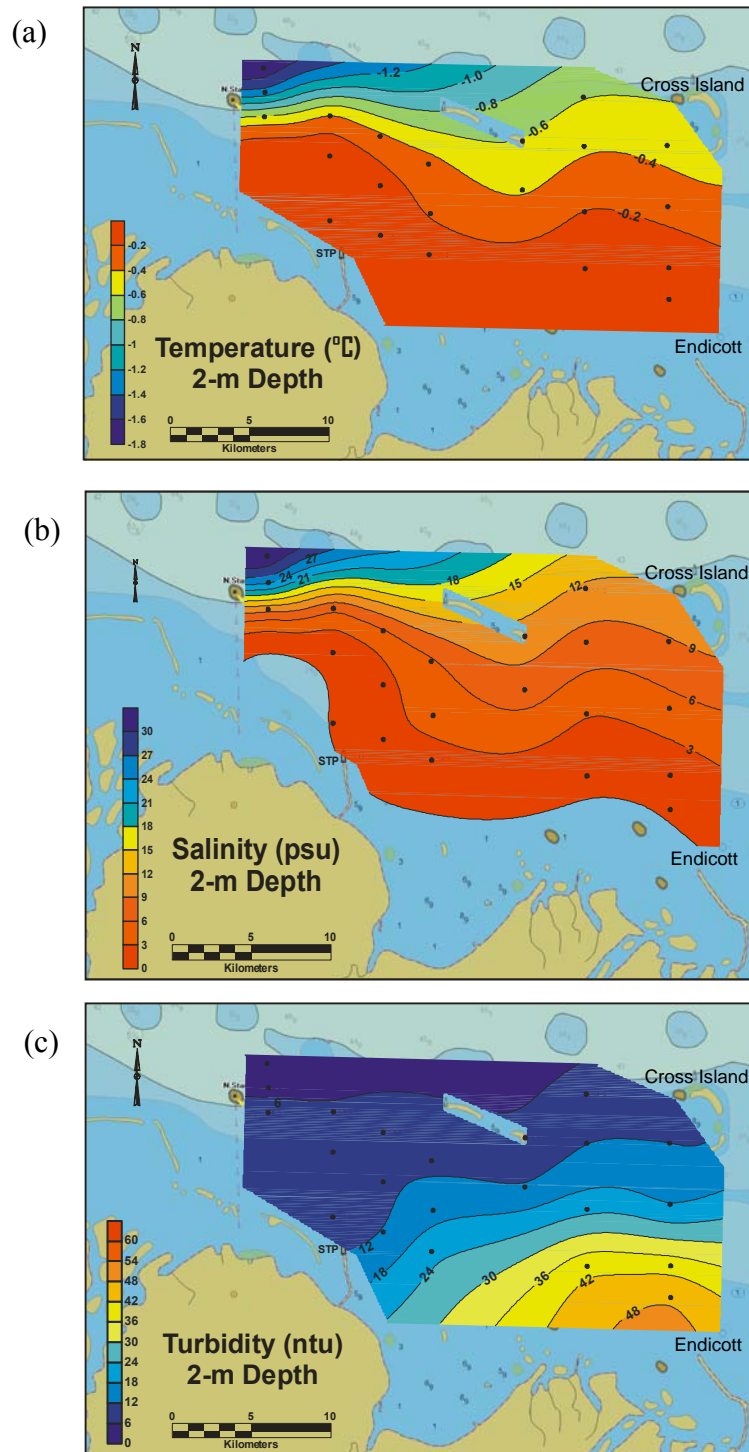 (a)
N
N.Sta
-1.2
-1.0
-0.8
-0.6
-0.4
-0.2
Cross Island
STP
Endicott
-0.2
-0.4
-0.6
-0.8
-1
-1.2
-1.4
-1.6
-1.8
Temperature (°C)
2-m Depth
0 10
Kilometers
(b)
N
N.Sta
27
24
21
18
15
12
9
6
3
Cross Island
STP
Endicott
30
27
24
21
18
15
12
9
6
3
0
Salinity (psu)
2-m Depth
0 5 10
Kilometers
(c)
N
N.Sta
6
12
18
24
30
36
42
48
Cross Island
STP
Endicott
60
54
48
42
36
30
24
18
12
6
0
Turbidity (ntu)
2-m Depth
0 5 10
Kilometers